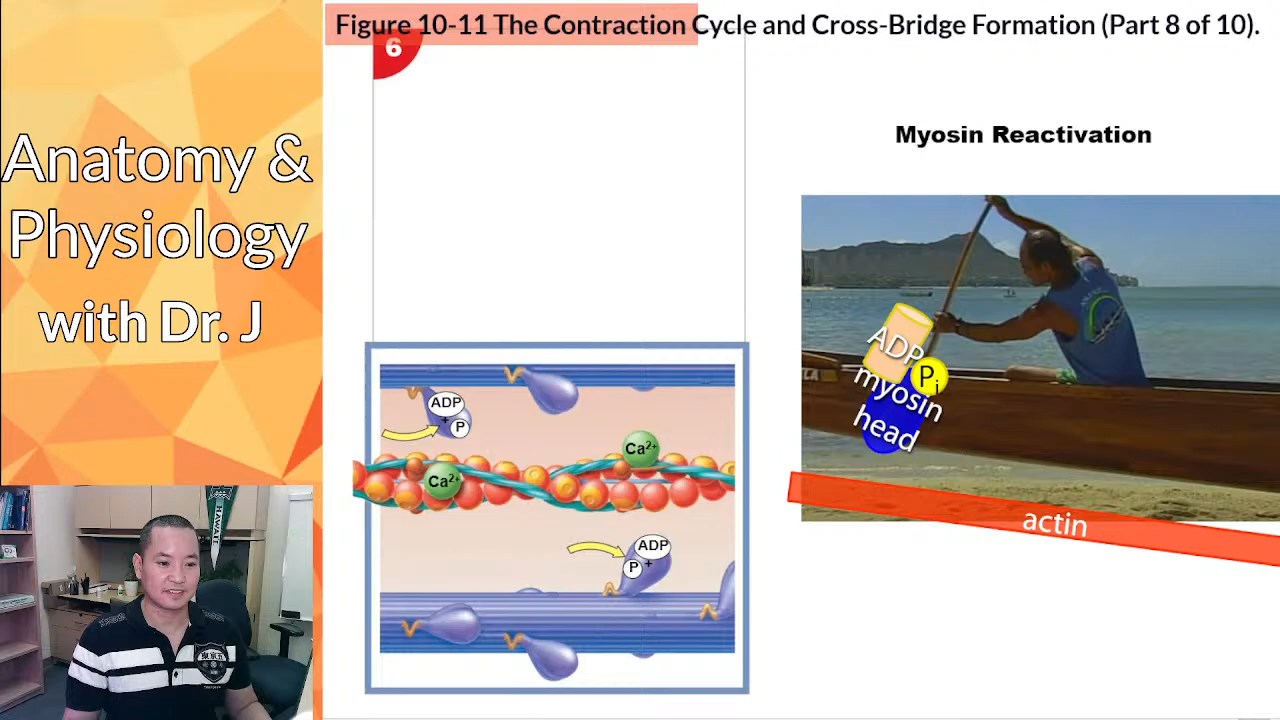 Figure 10-11 The Contraction Cycle and Cross-Bridge Formation (Part 8 of 10).
6
Anatomy &
Physiology
with Dr. J
Myosin Reactivation
ADP
Pi
myosin
head
actin
ADP
+
P
Ca2+
Ca2+
ADP
P +
HAWAII